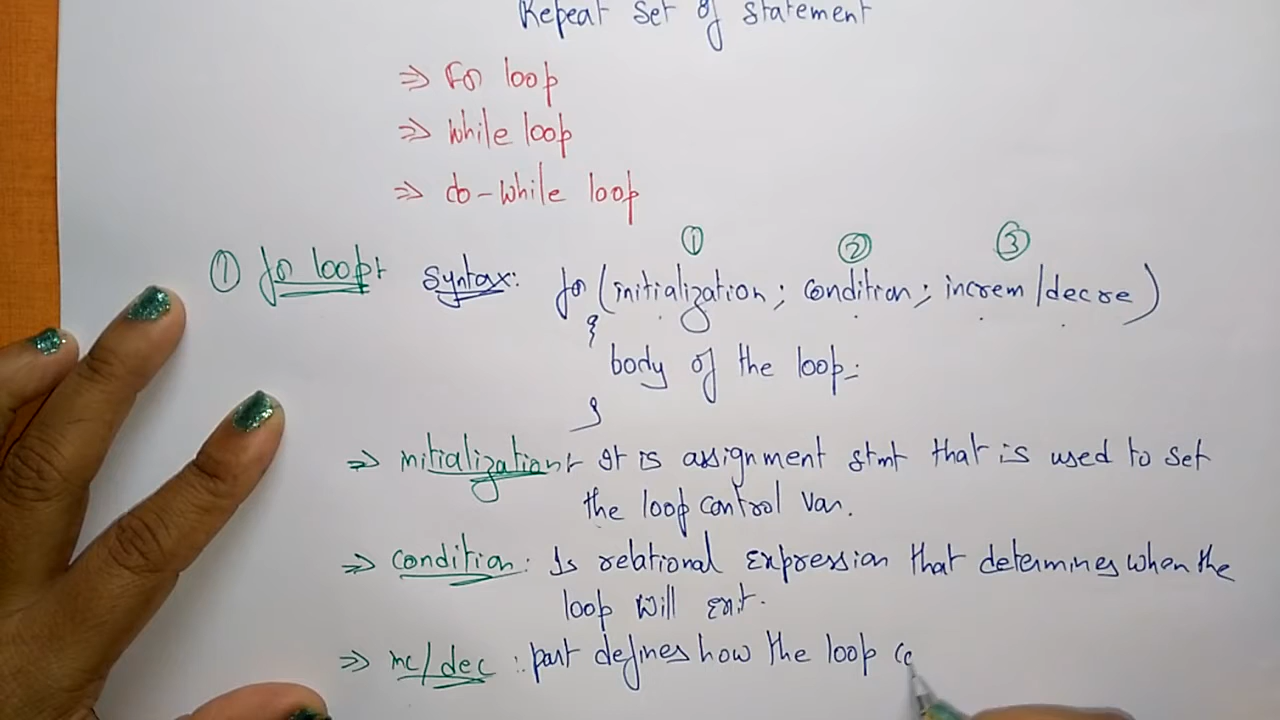 Repeat set of statement
⇒ For loop
⇒ while loop
⇒ do-while loop
① ② ③
① for loop:- Syntax: for (initialization; condition; increm/decre)
{
body of the loop;
}
⇒ initialization:- It is assignment stmt that is used to set
the loop control var.
⇒ condition: Is relational expression that determines when the
loop will exit.
⇒ inc/dec : part defines how the loop co